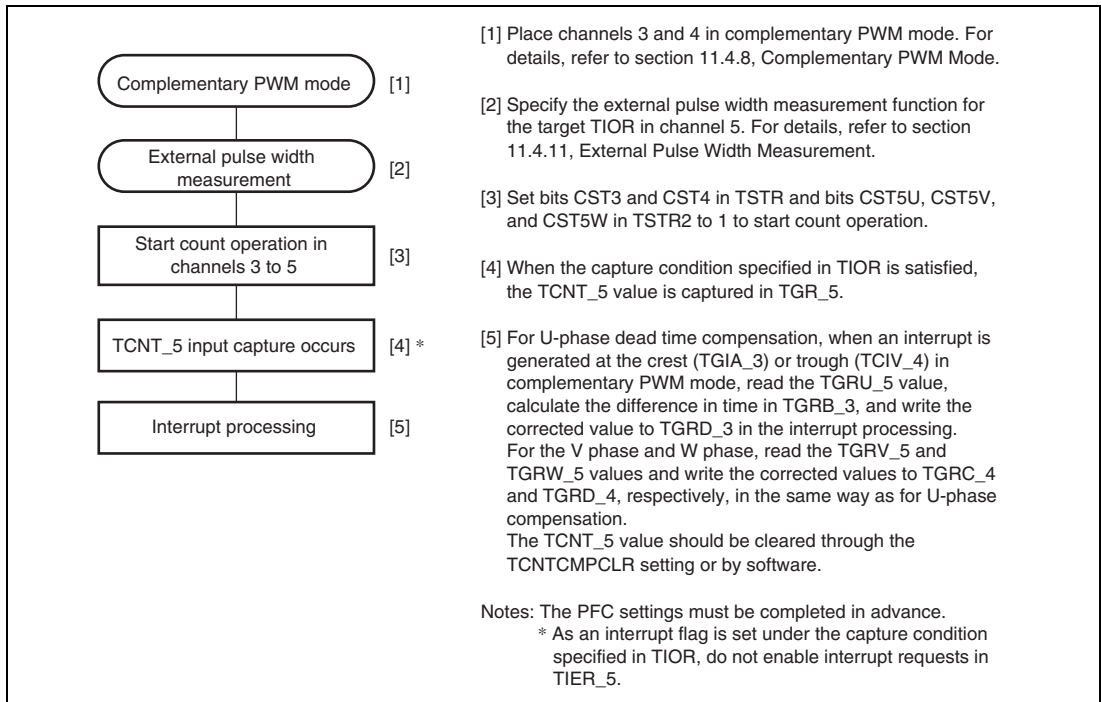 Complementary PWM mode [1]
External pulse width
measurement [2]
Start count operation in
channels 3 to 5 [3]
TCNT_5 input capture occurs [4] *
Interrupt processing [5]
[1] Place channels 3 and 4 in complementary PWM mode. For
details, refer to section 11.4.8, Complementary PWM Mode.
[2] Specify the external pulse width measurement function for
the target TIOR in channel 5. For details, refer to section
11.4.11, External Pulse Width Measurement.
[3] Set bits CST3 and CST4 in TSTR and bits CST5U, CST5V,
and CST5W in TSTR2 to 1 to start count operation.
[4] When the capture condition specified in TIOR is satisfied,
the TCNT_5 value is captured in TGR_5.
[5] For U-phase dead time compensation, when an interrupt is
generated at the crest (TGIA_3) or trough (TCIV_4) in
complementary PWM mode, read the TGRU_5 value,
calculate the difference in time in TGRB_3, and write the
corrected value to TGRD_3 in the interrupt processing.
For the V phase and W phase, read the TGRV_5 and
TGRW_5 values and write the corrected values to TGRC_4
and TGRD_4, respectively, in the same way as for U-phase
compensation.
The TCNT_5 value should be cleared through the
TCNTCMPCLR setting or by software.
Notes: The PFC settings must be completed in advance.
* As an interrupt flag is set under the capture condition
specified in TIOR, do not enable interrupt requests in
TIER_5.